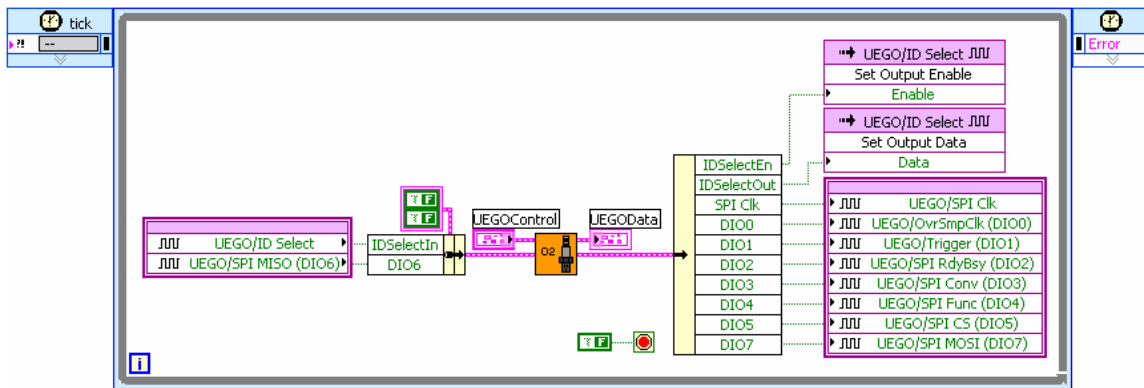 tick
?!
--
Error
UEGO/ID Select
Set Output Enable
Enable
UEGO/ID Select
Set Output Data
Data
UEGO/ID Select
UEGO/SPI MISO (DIO6)
F
F
IDSelectIn
DIO6
UEGOControl
O2
UEGOData
IDSelectEn
IDSelectOut
SPI Clk
DIO0
DIO1
DIO2
DIO3
DIO4
DIO5
DIO7
UEGO/SPI Clk
UEGO/OvrSmpClk (DIO0)
UEGO/Trigger (DIO1)
UEGO/SPI RdyBsy (DIO2)
UEGO/SPI Conv (DIO3)
UEGO/SPI Func (DIO4)
UEGO/SPI CS (DIO5)
UEGO/SPI MOSI (DIO7)
F
i